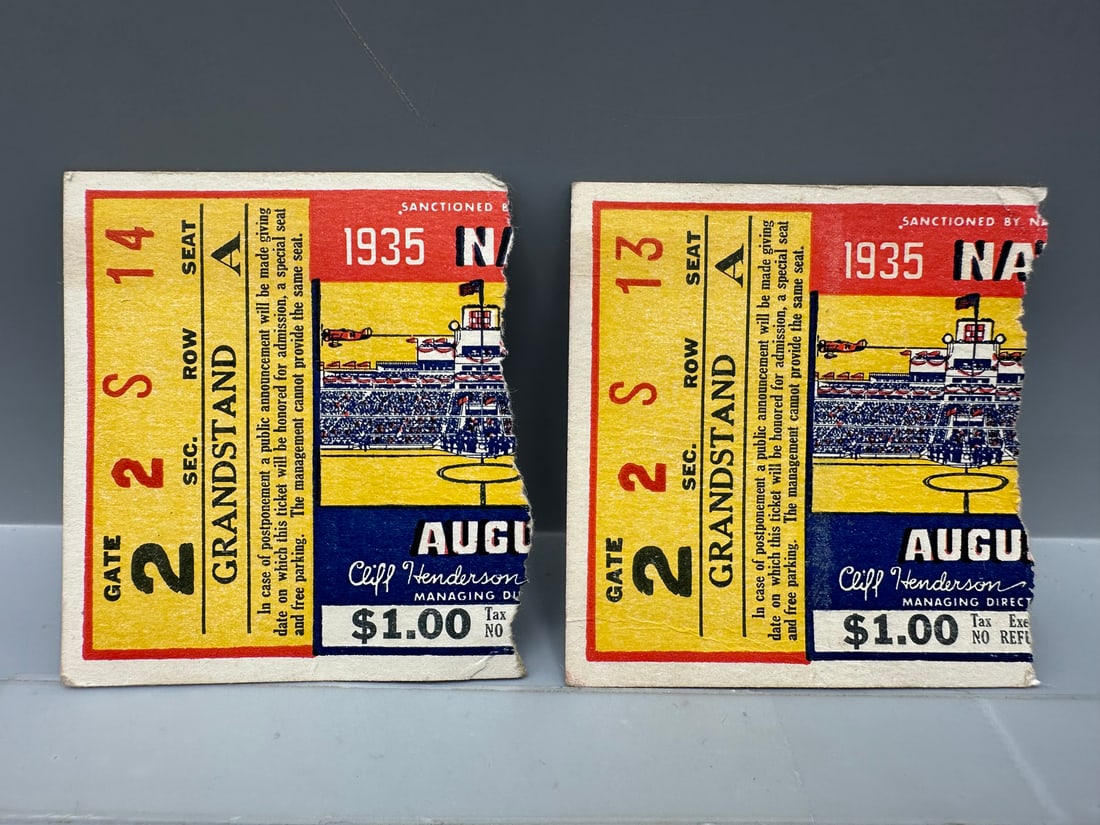 GATE SEC. ROW SEAT
2 2 S 14
GRANDSTAND A
In case of postponement a public announcement will be made giving
date on which this ticket will be honored for admission, a special seat
and free parking. The management cannot provide the same seat.
SANCTIONED B
1935 NA
AUGU
Cliff Henderson
MANAGING DI
$1.00 Tax
NO
GATE SEC. ROW SEAT
2 2 S 13
GRANDSTAND A
In case of postponement a public announcement will be made giving
date on which this ticket will be honored for admission, a special seat
and free parking. The management cannot provide the same seat.
SANCTIONED BY NA
1935 NAT
AUGU
Cliff Henderson
MANAGING DIRECT
$1.00 Tax Exe
NO REFU